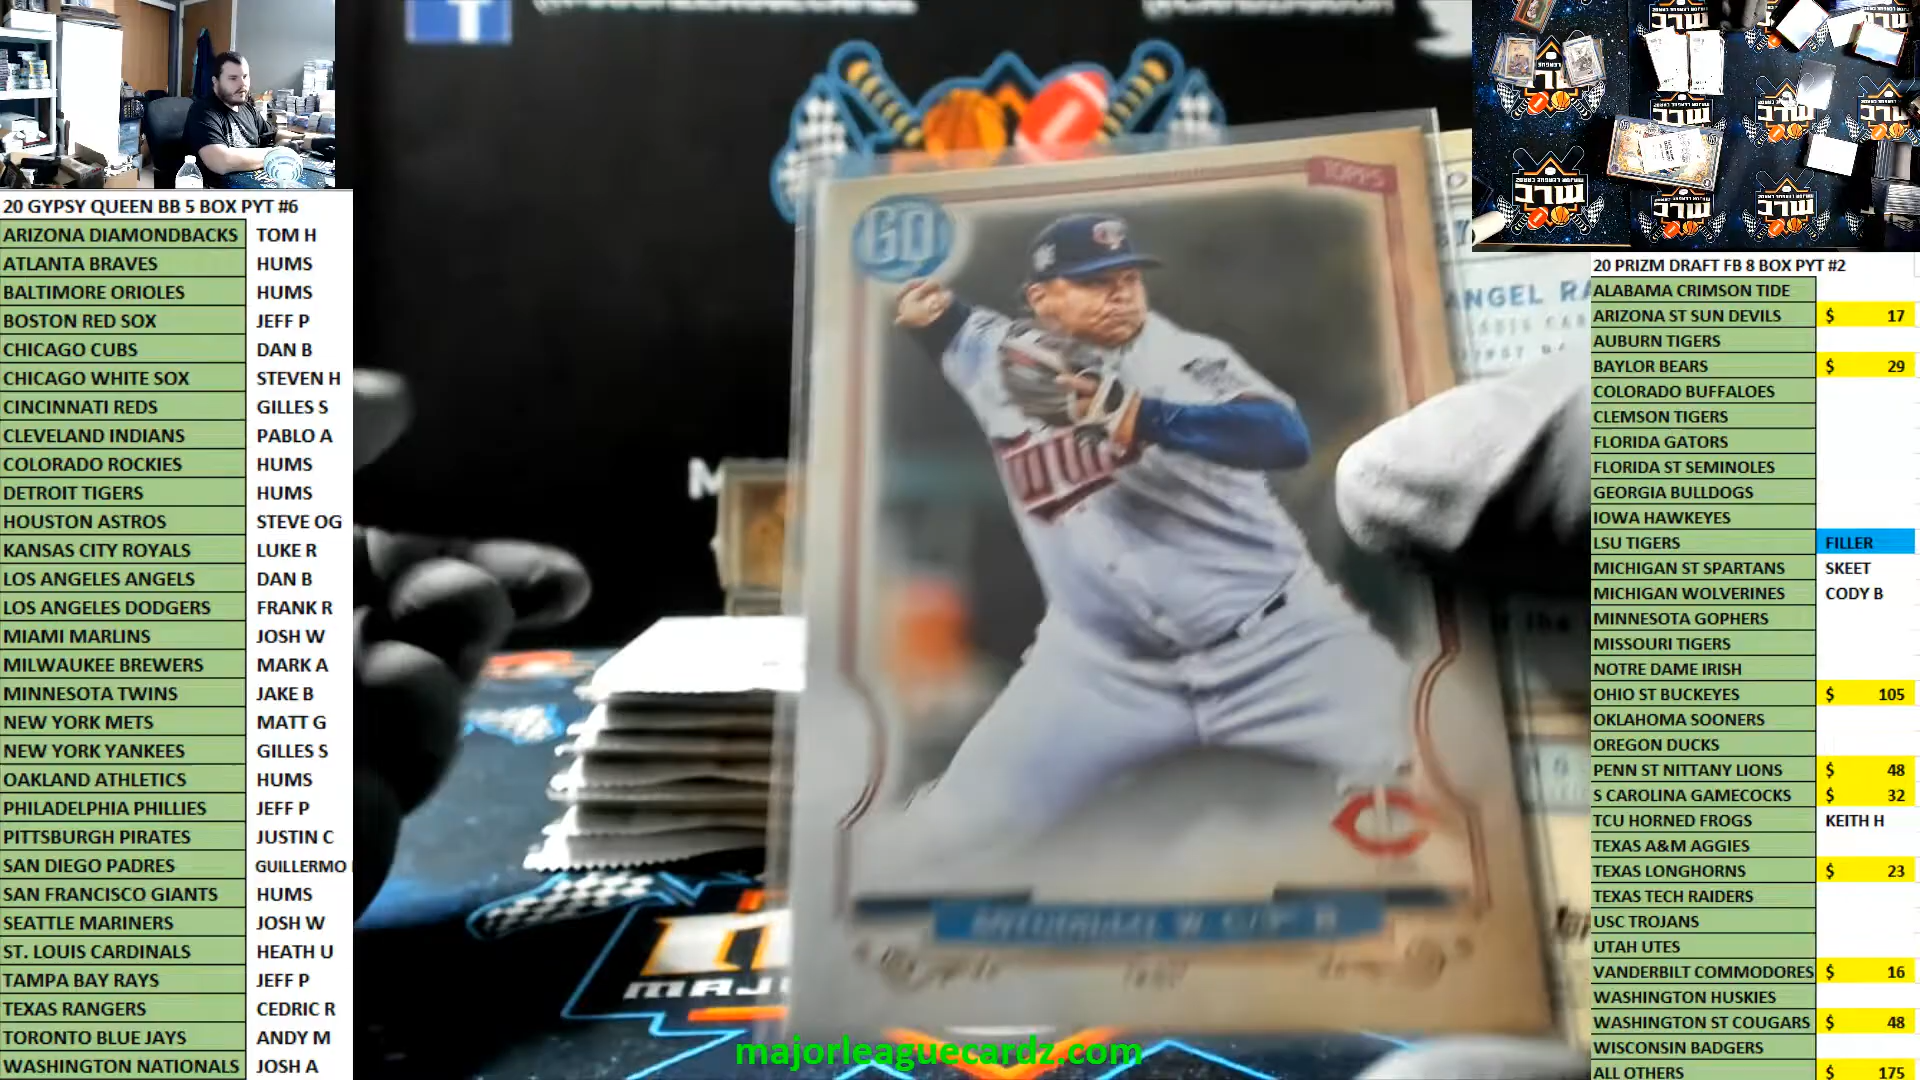 20 GYPSY QUEEN BB 5 BOX PYT #6
ARIZONA DIAMONDBACKS TOM H
ATLANTA BRAVES HUMS
BALTIMORE ORIOLES HUMS
BOSTON RED SOX JEFF P
CHICAGO CUBS DAN B
CHICAGO WHITE SOX STEVEN H
CINCINNATI REDS GILLES S
CLEVELAND INDIANS PABLO A
COLORADO ROCKIES HUMS
DETROIT TIGERS HUMS
HOUSTON ASTROS STEVE OG
KANSAS CITY ROYALS LUKE R
LOS ANGELES ANGELS DAN B
LOS ANGELES DODGERS FRANK R
MIAMI MARLINS JOSH W
MILWAUKEE BREWERS MARK A
MINNESOTA TWINS JAKE B
NEW YORK METS MATT G
NEW YORK YANKEES GILLES S
OAKLAND ATHLETICS HUMS
PHILADELPHIA PHILLIES JEFF P
PITTSBURGH PIRATES JUSTIN C
SAN DIEGO PADRES GUILLERMO
SAN FRANCISCO GIANTS HUMS
SEATTLE MARINERS JOSH W
ST. LOUIS CARDINALS HEATH U
TAMPA BAY RAYS JEFF P
TEXAS RANGERS CEDRIC R
TORONTO BLUE JAYS ANDY M
WASHINGTON NATIONALS JOSH A
TOPPS
GQ
majorleaguecardz.com
20 PRIZM DRAFT FB 8 BOX PYT #2
ALABAMA CRIMSON TIDE
ARIZONA ST SUN DEVILS $ 17
AUBURN TIGERS
BAYLOR BEARS $ 29
COLORADO BUFFALOES
CLEMSON TIGERS
FLORIDA GATORS
FLORIDA ST SEMINOLES
GEORGIA BULLDOGS
IOWA HAWKEYES
LSU TIGERS FILLER
MICHIGAN ST SPARTANS SKEET
MICHIGAN WOLVERINES CODY B
MINNESOTA GOPHERS
MISSOURI TIGERS
NOTRE DAME IRISH
OHIO ST BUCKEYES $ 105
OKLAHOMA SOONERS
OREGON DUCKS
PENN ST NITTANY LIONS $ 48
S CAROLINA GAMECOCKS $ 32
TCU HORNED FROGS KEITH H
TEXAS A&M AGGIES
TEXAS LONGHORNS $ 23
TEXAS TECH RAIDERS
USC TROJANS
UTAH UTES
VANDERBILT COMMODORES $ 16
WASHINGTON HUSKIES
WASHINGTON ST COUGARS $ 48
WISCONSIN BADGERS
ALL OTHERS $ 175